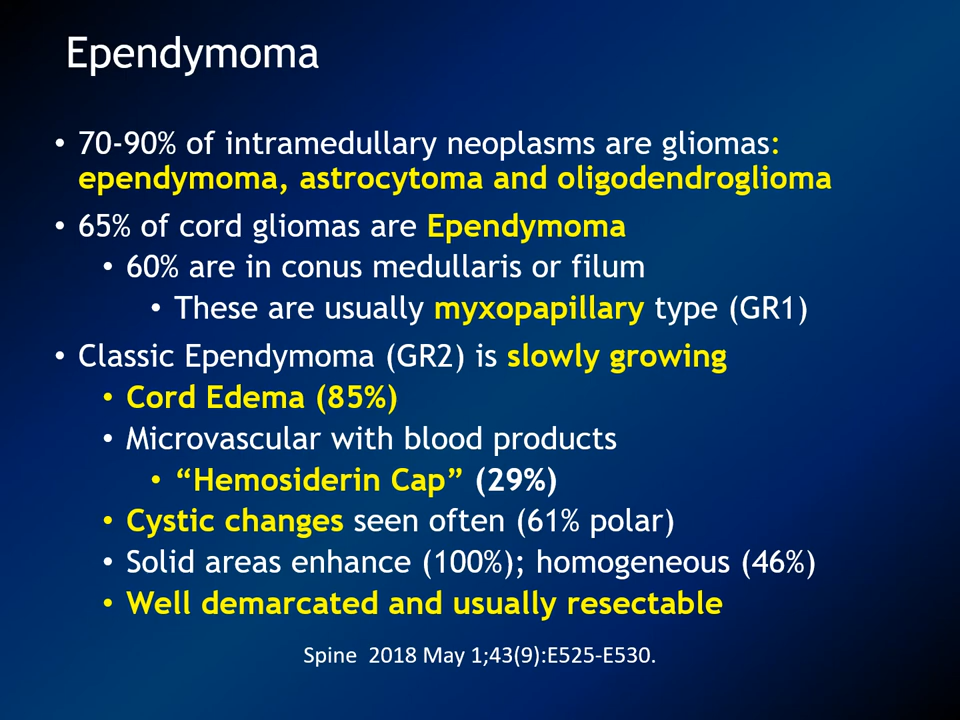 Ependymoma
• 70-90% of intramedullary neoplasms are gliomas:
ependymoma, astrocytoma and oligodendroglioma
• 65% of cord gliomas are Ependymoma
• 60% are in conus medullaris or filum
• These are usually myxopapillary type (GR1)
• Classic Ependymoma (GR2) is slowly growing
• Cord Edema (85%)
• Microvascular with blood products
• “Hemosiderin Cap” (29%)
• Cystic changes seen often (61% polar)
• Solid areas enhance (100%); homogeneous (46%)
• Well demarcated and usually resectable
Spine 2018 May 1;43(9):E525-E530.